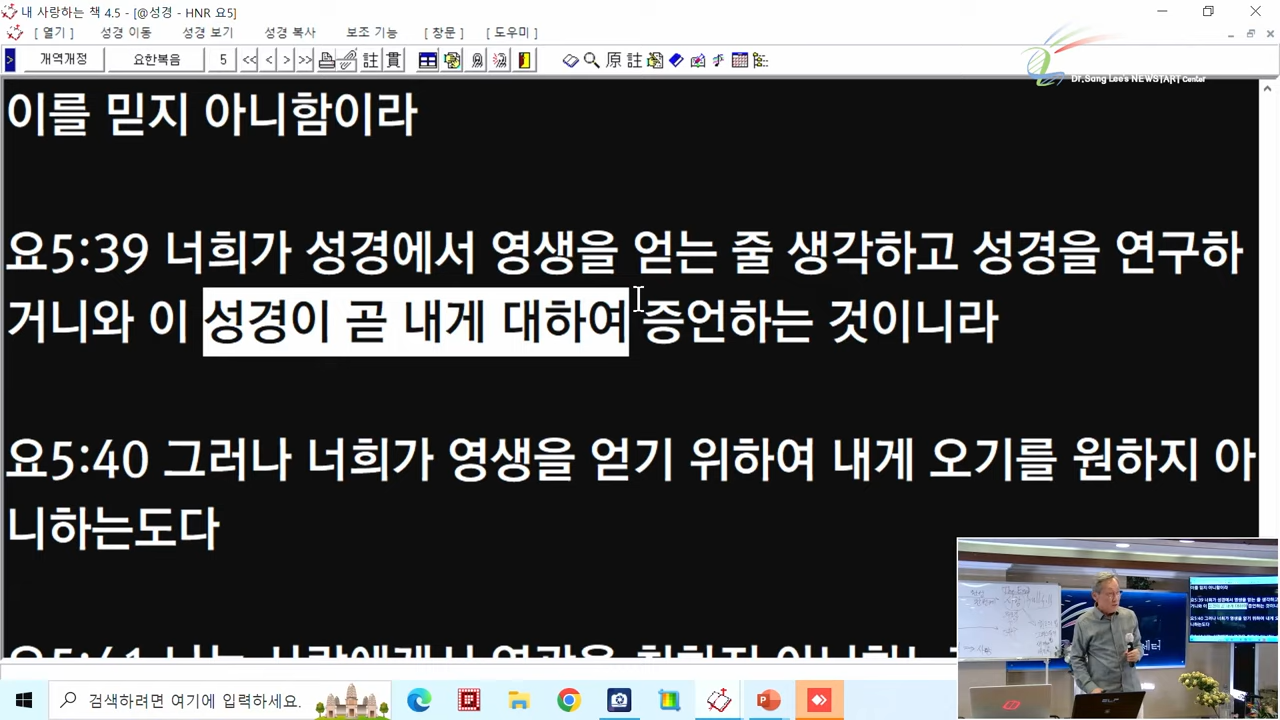 내 사랑하는 책 4.5 - [@성경 - HNR 요5]
[ 열기 ] 성경 이동 성경 보기 성경 복사 보조 기능 [ 창문 ] [ 도우미 ]
개역개정 요한복음 5 << < > >> 註 貫 原 註
Dr.Sang Lee's NEWSTART Center
이를 믿지 아니함이라
요5:39 너희가 성경에서 영생을 얻는 줄 생각하고 성경을 연구하
거니와 이 성경이 곧 내게 대하여 증언하는 것이니라
요5:40 그러나 너희가 영생을 얻기 위하여 내게 오기를 원하지 아
니하는도다
검색하려면 여기에 입력하세요.